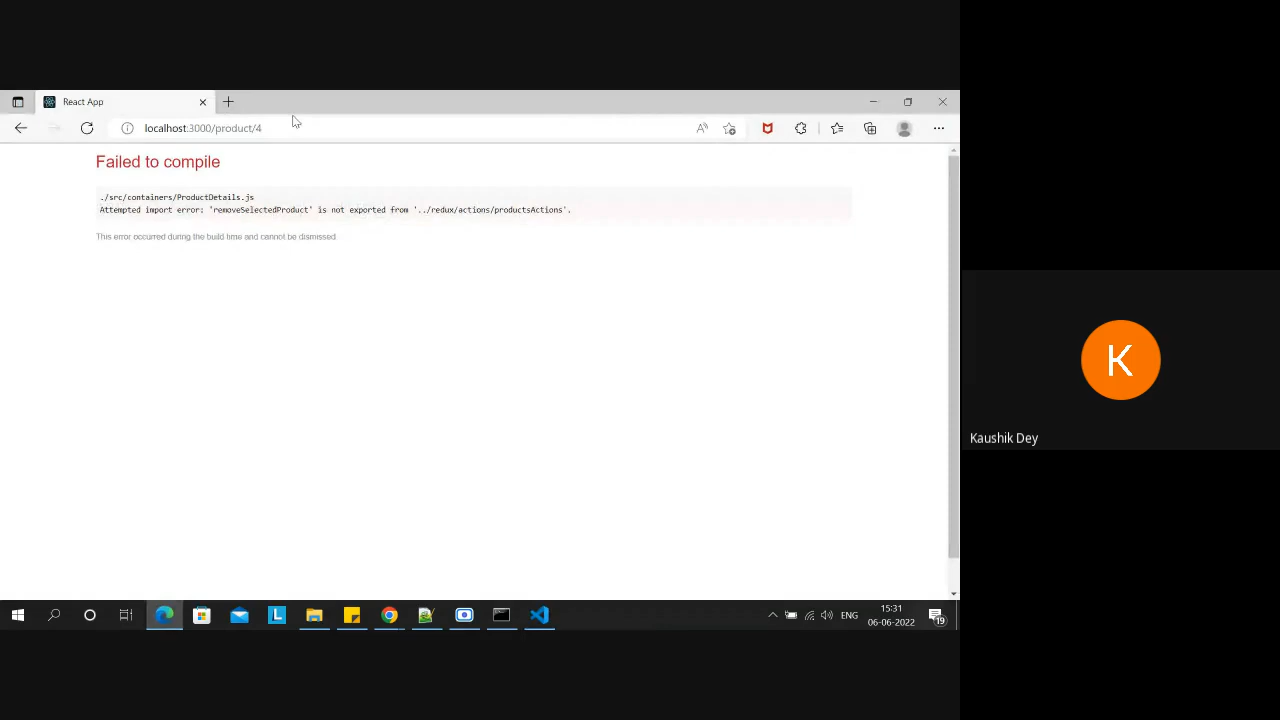 React App
localhost:3000/product/4
Failed to compile
./src/containers/ProductDetails.js
Attempted import error: 'removeSelectedProduct' is not exported from '../redux/actions/productsActions'.
This error occurred during the build time and cannot be dismissed.
K
Kaushik Dey
L
ENG
15:31
06-06-2022
19